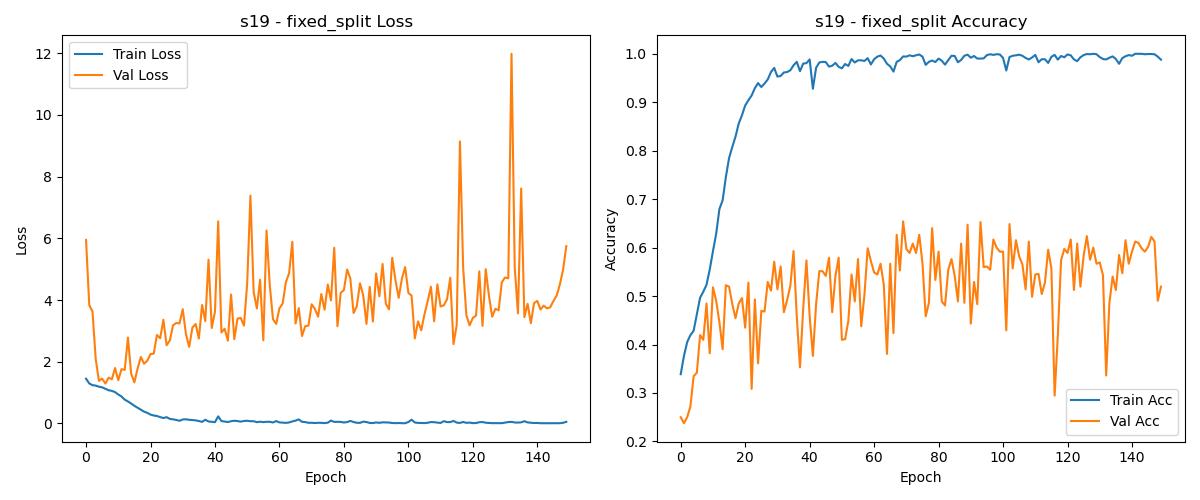 s19 - fixed_split Loss
Train Loss
Val Loss
12
10
8
6
4
2
0
Loss
0 20 40 60 80 100 120 140
Epoch
s19 - fixed_split Accuracy
1.0
0.9
0.8
0.7
0.6
0.5
0.4
0.3
0.2
Accuracy
Train Acc
Val Acc
0 20 40 60 80 100 120 140
Epoch